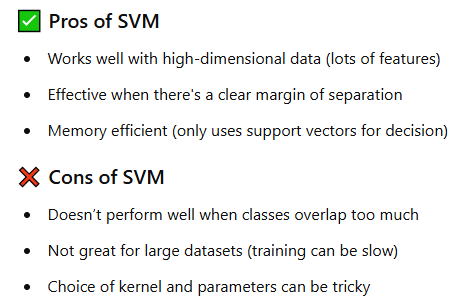 ✅ Pros of SVM
• Works well with high-dimensional data (lots of features)
• Effective when there's a clear margin of separation
• Memory efficient (only uses support vectors for decision)
❌ Cons of SVM
• Doesn’t perform well when classes overlap too much
• Not great for large datasets (training can be slow)
• Choice of kernel and parameters can be tricky